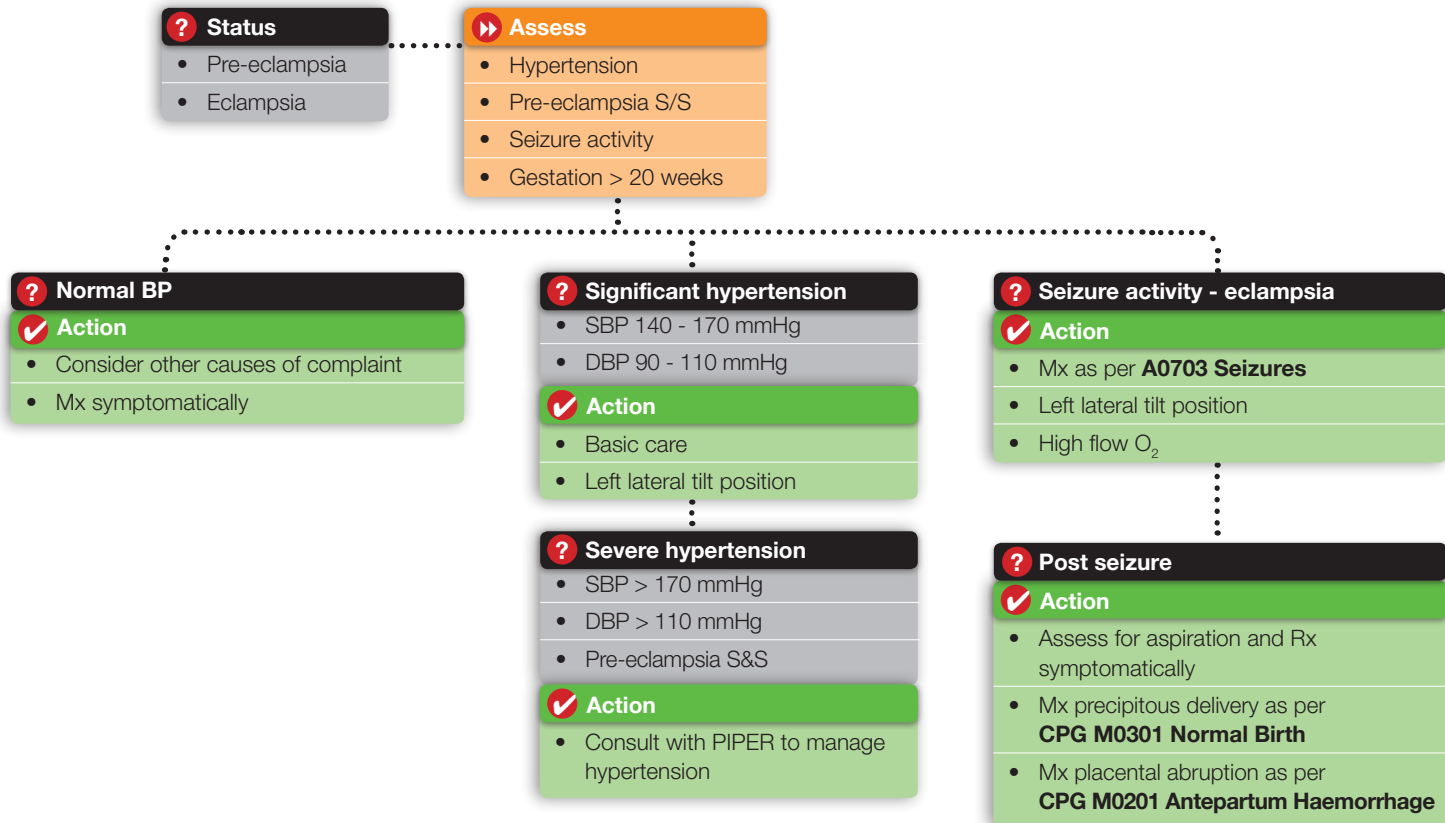 Status
• Pre-eclampsia
• Eclampsia
Assess
• Hypertension
• Pre-eclampsia S/S
• Seizure activity
• Gestation > 20 weeks
Normal BP
Action
• Consider other causes of complaint
• Mx symptomatically
Significant hypertension
• SBP 140 - 170 mmHg
• DBP 90 - 110 mmHg
Action
• Basic care
• Left lateral tilt position
Severe hypertension
• SBP > 170 mmHg
• DBP > 110 mmHg
• Pre-eclampsia S&S
Action
• Consult with PIPER to manage
hypertension
Seizure activity - eclampsia
Action
• Mx as per A0703 Seizures
• Left lateral tilt position
• High flow O₂
Post seizure
Action
• Assess for aspiration and Rx
symptomatically
• Mx precipitous delivery as per
CPG M0301 Normal Birth
• Mx placental abruption as per
CPG M0201 Antepartum Haemorrhage